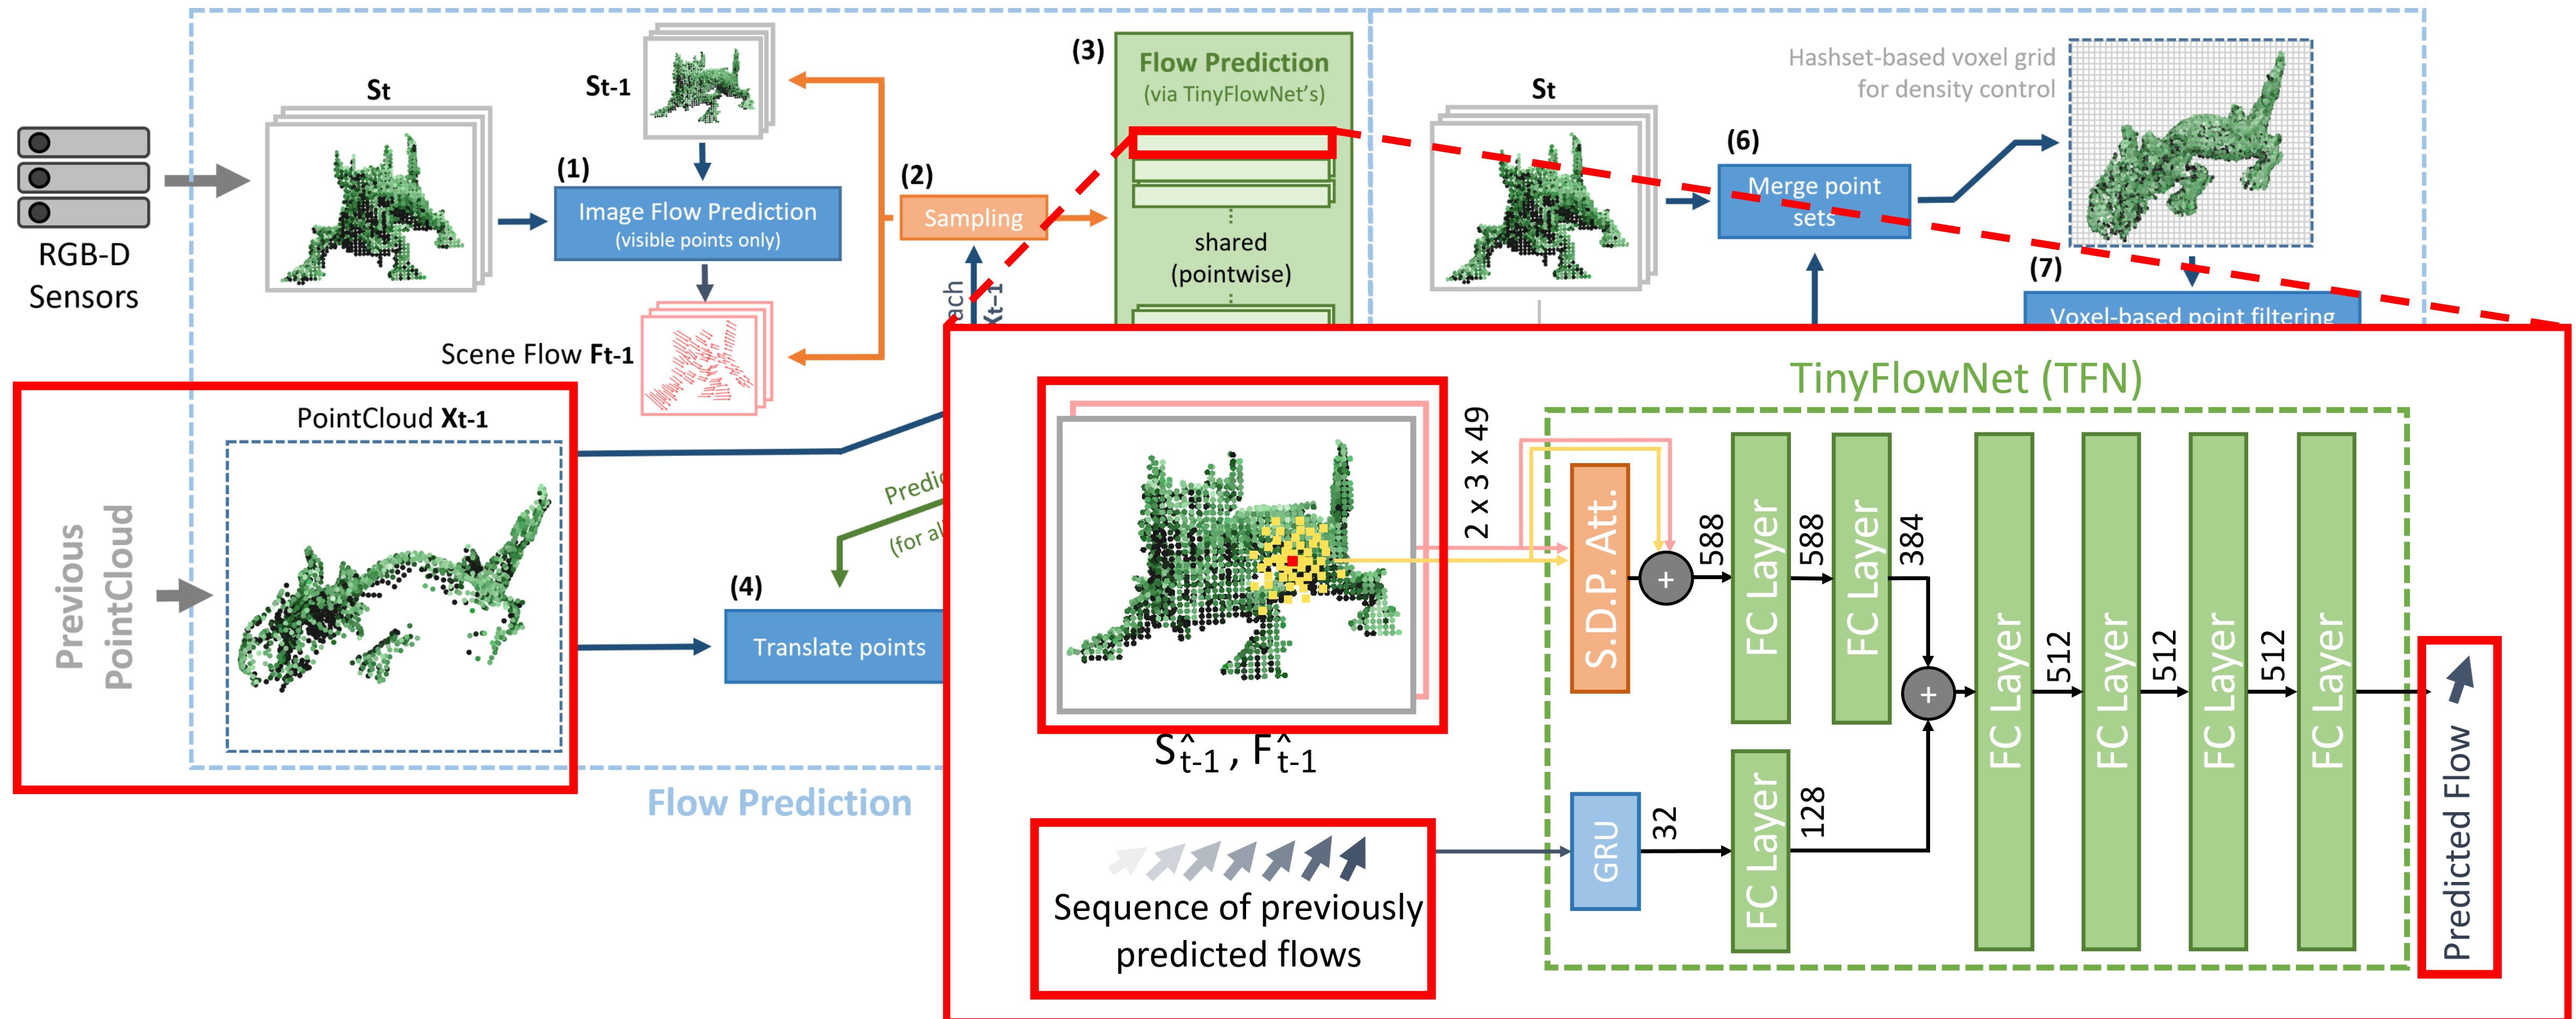 St
St-1
(1)
Image Flow Prediction
(visible points only)
(2)
Sampling
(3)
Flow Prediction
(via TinyFlowNet's)
shared
(pointwise)
RGB-D
Sensors
Scene Flow Ft-1
PointCloud Xt-1
Previous
PointCloud
ach
Xt-1
(4)
Translate points
Flow Prediction
St
(6)
Merge point
sets
Hashset-based voxel grid
for density control
(7)
Voxel-based point filtering
TinyFlowNet (TFN)
Ŝt-1 , F̂t-1
2 x 3 x 49
S.D.P. Att.
+
588
FC Layer
588
FC Layer
384
+
FC Layer
512
FC Layer
512
FC Layer
512
FC Layer
Predicted Flow
Sequence of previously
predicted flows
GRU
32
FC Layer
128